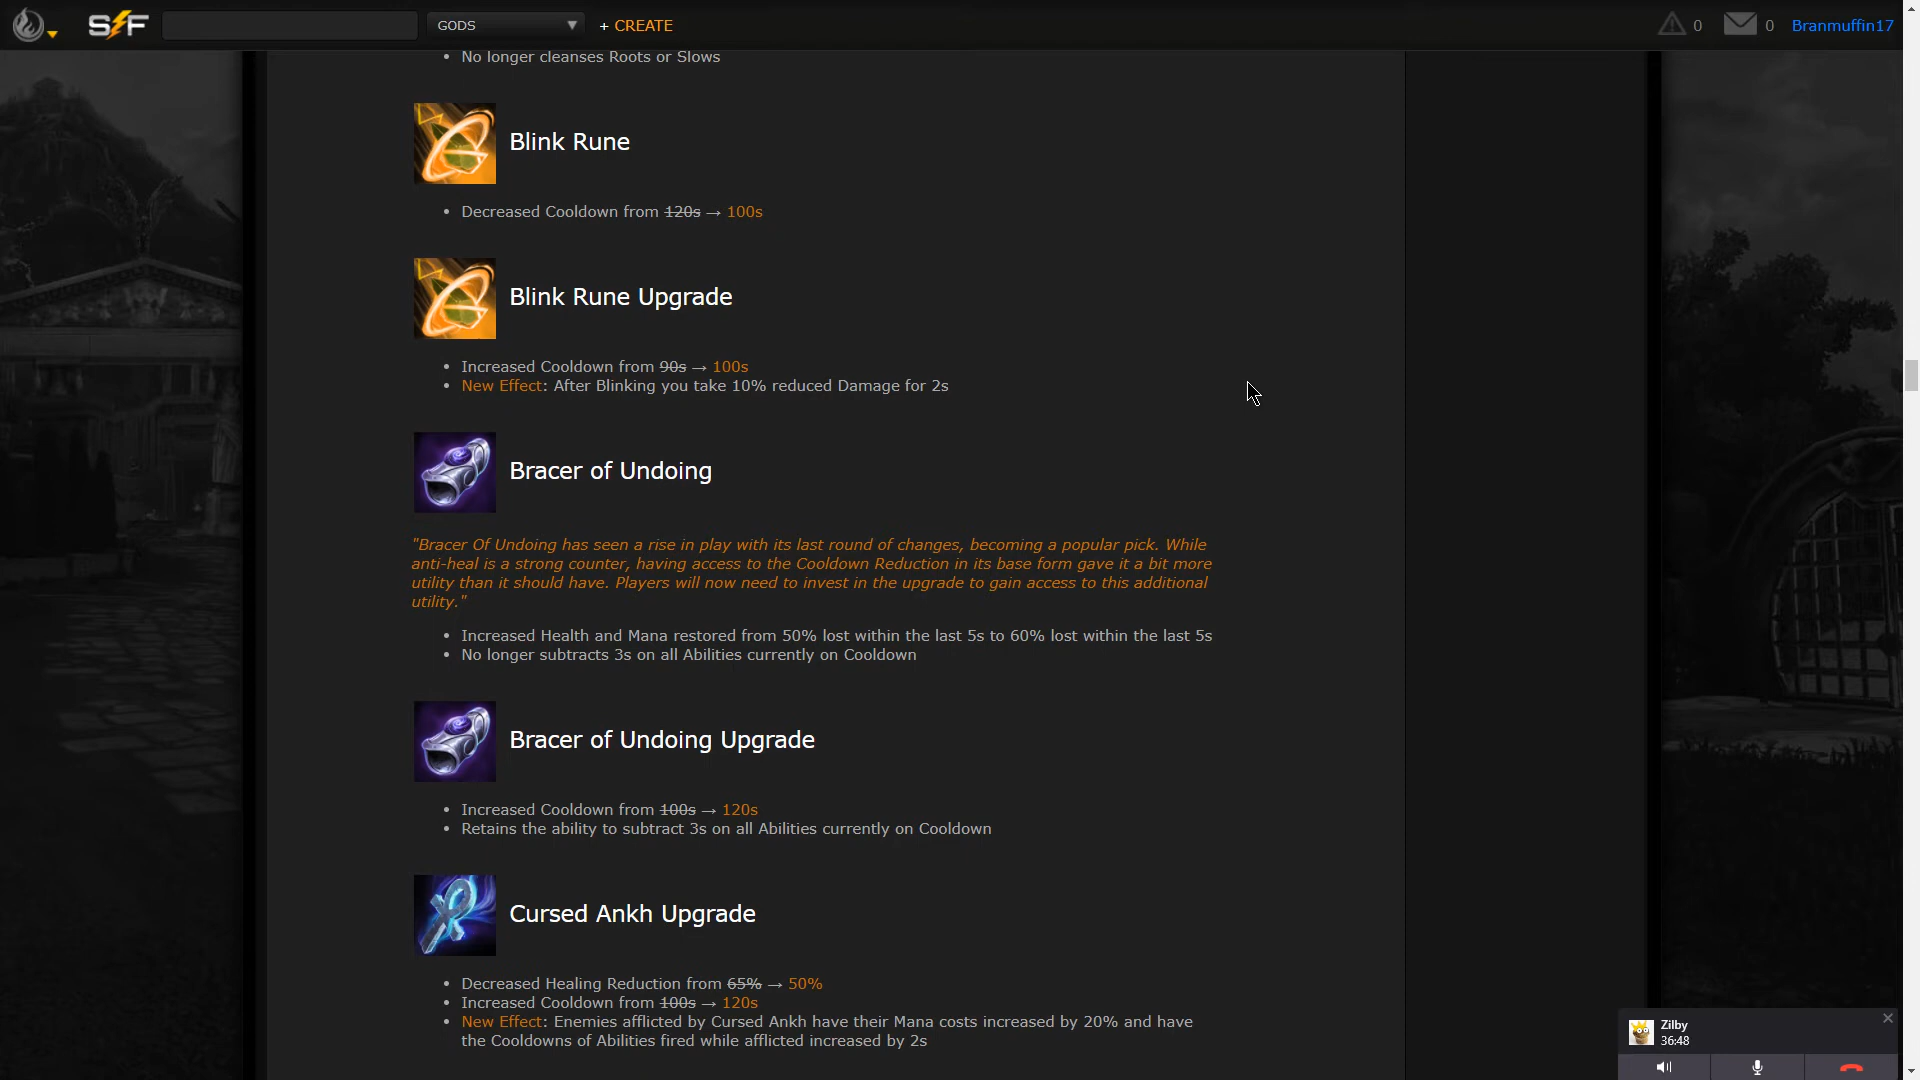 SF
GODS
+ CREATE
0
0
Branmuffin17
• No longer cleanses Roots or Slows
Blink Rune
• Decreased Cooldown from 120s → 100s
Blink Rune Upgrade
• Increased Cooldown from 90s → 100s
• New Effect: After Blinking you take 10% reduced Damage for 2s
Bracer of Undoing
"Bracer Of Undoing has seen a rise in play with its last round of changes, becoming a popular pick. While
anti-heal is a strong counter, having access to the Cooldown Reduction in its base form gave it a bit more
utility than it should have. Players will now need to invest in the upgrade to gain access to this additional
utility."
• Increased Health and Mana restored from 50% lost within the last 5s to 60% lost within the last 5s
• No longer subtracts 3s on all Abilities currently on Cooldown
Bracer of Undoing Upgrade
• Increased Cooldown from 100s → 120s
• Retains the ability to subtract 3s on all Abilities currently on Cooldown
Cursed Ankh Upgrade
• Decreased Healing Reduction from 65% → 50%
• Increased Cooldown from 100s → 120s
• New Effect: Enemies afflicted by Cursed Ankh have their Mana costs increased by 20% and have
the Cooldowns of Abilities fired while afflicted increased by 2s
Zilby
36:48